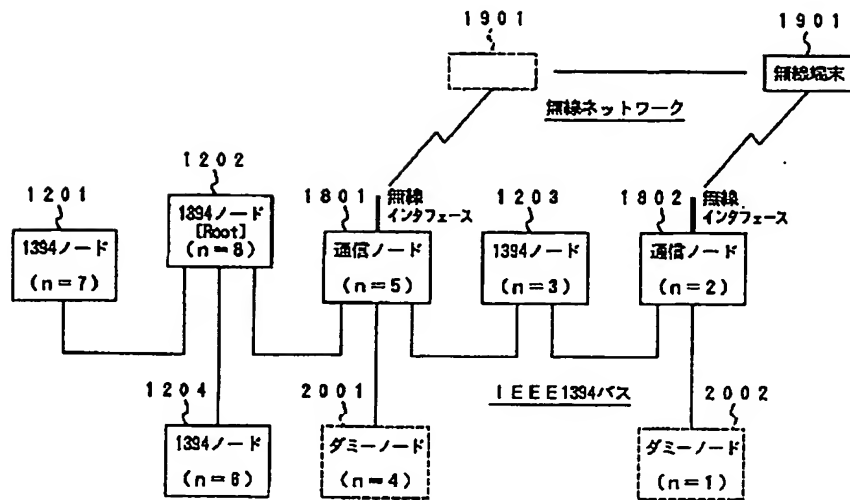 1901
1901
無線端末
無線ネットワーク
1202
1201
1801
無線
インタフェース
1203
1802
無線
インタフェース
1394ノード
(n=7)
1394ノード
[Root]
(n=8)
通信ノード
(n=5)
1394ノード
(n=3)
通信ノード
(n=2)
IEEE1394バス
1204
2001
2002
1394ノード
(n=6)
ダミーノード
(n=4)
ダミーノード
(n=1)